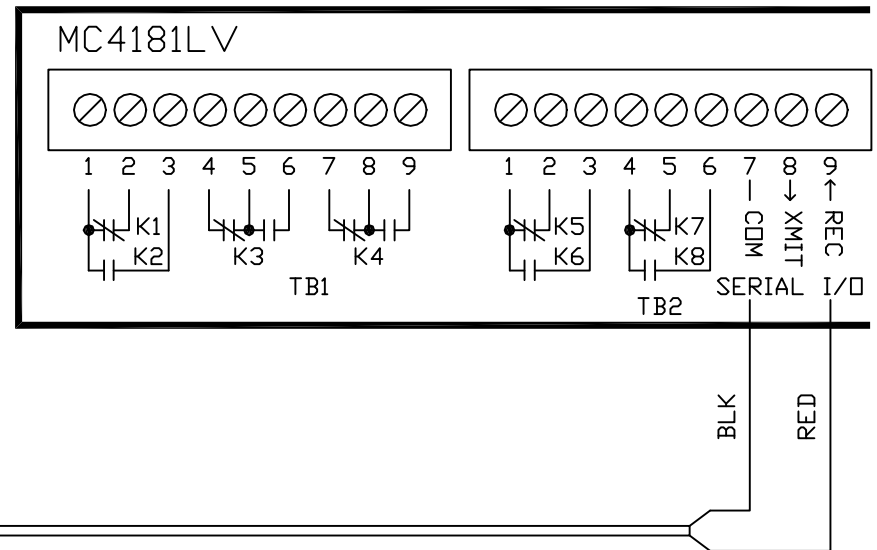 MC4181LV
1 2 3 4 5 6 7 8 9
1 2 3 4 5 6 7 8 9
K1
K2
K3
K4
TB1
K5
K6
K7
K8
TB2
COM
XMIT
REC
SERIAL I/O
BLK
RED